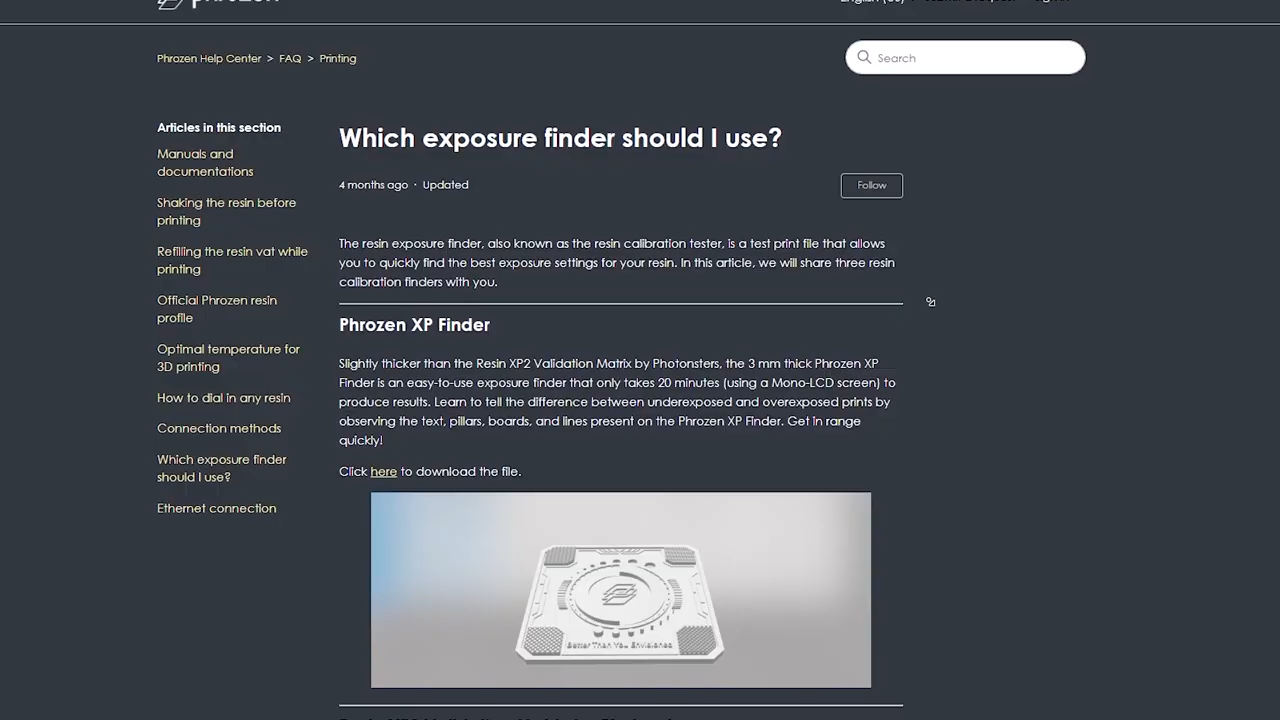 phrozen
English (US)
Phrozen Help Center > FAQ > Printing
Search
Articles in this section
Manuals and
documentations
Shaking the resin before
printing
Refilling the resin vat while
printing
Official Phrozen resin
profile
Optimal temperature for
3D printing
How to dial in any resin
Connection methods
Which exposure finder
should I use?
Ethernet connection
Which exposure finder should I use?
4 months ago · Updated
Follow
The resin exposure finder, also known as the resin calibration tester, is a test print file that allows
you to quickly find the best exposure settings for your resin. In this article, we will share three resin
calibration finders with you.
Phrozen XP Finder
Slightly thicker than the Resin XP2 Validation Matrix by Photonsters, the 3 mm thick Phrozen XP
Finder is an easy-to-use exposure finder that only takes 20 minutes (using a Mono-LCD screen) to
produce results. Learn to tell the difference between underexposed and overexposed prints by
observing the text, pillars, boards, and lines present on the Phrozen XP Finder. Get in range
quickly!
Click here to download the file.
Better Than You Envisioned